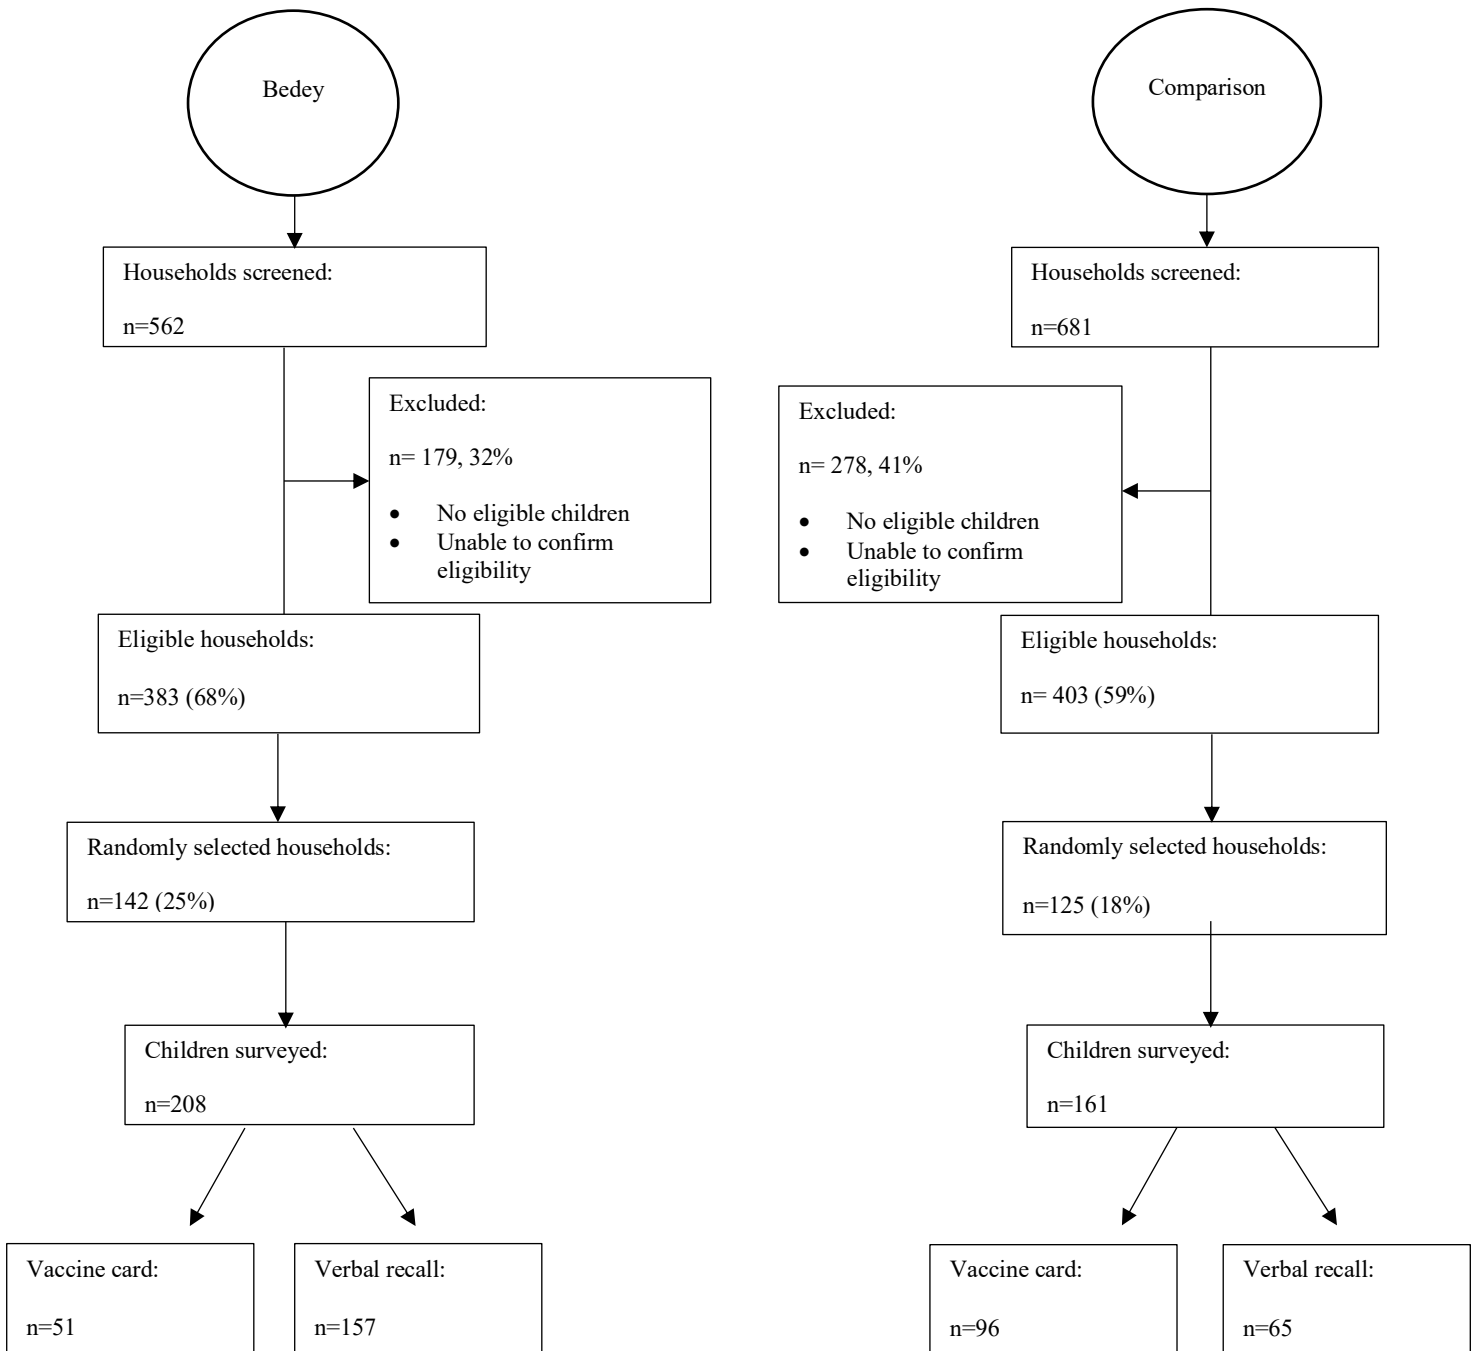 Bedey
Households screened:
n=562
Excluded:
n= 179, 32%
• No eligible children
• Unable to confirm
eligibility
Eligible households:
n=383 (68%)
Randomly selected households:
n=142 (25%)
Children surveyed:
n=208
Vaccine card:
n=51
Verbal recall:
n=157
Comparison
Households screened:
n=681
Excluded:
n= 278, 41%
• No eligible children
• Unable to confirm
eligibility
Eligible households:
n= 403 (59%)
Randomly selected households:
n=125 (18%)
Children surveyed:
n=161
Vaccine card:
n=96
Verbal recall:
n=65